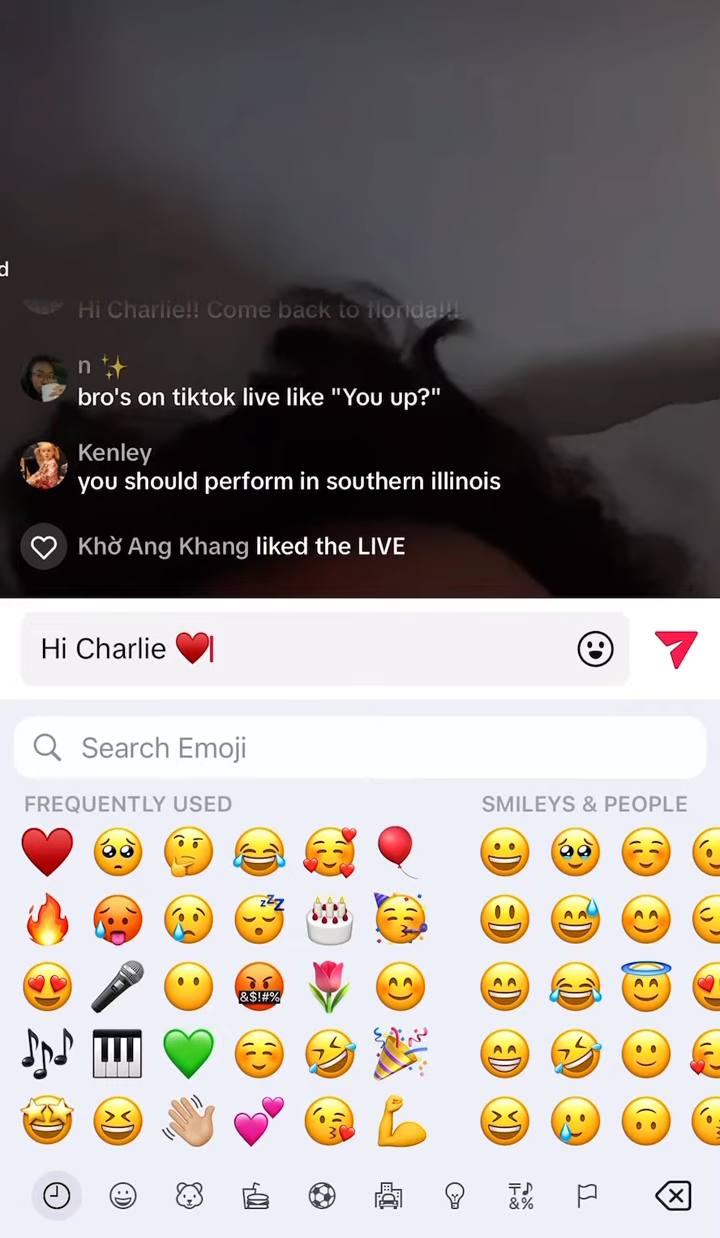 d
Hi Charlie!! Come back to florida!!!
n ✨
bro's on tiktok live like "You up?"
Kenley
you should perform in southern illinois
Khờ Ang Khang liked the LIVE
Hi Charlie ❤️
Search Emoji
FREQUENTLY USED
SMILEYS & PEOPLE